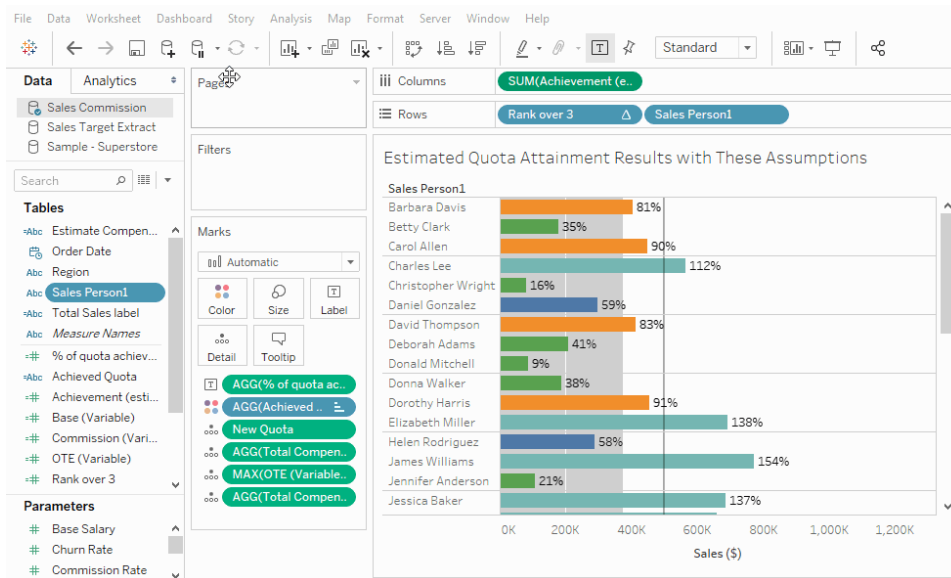 File Data Worksheet Dashboard Story Analysis Map Format Server Window Help
Standard
Data Analytics
Sales Commission
Sales Target Extract
Sample - Superstore
Search
Tables
=Abc Estimate Compen...
Order Date
Abc Region
Abc Sales Person1
=Abc Total Sales label
Abc Measure Names
=# % of quota achiev...
=Abc Achieved Quota
=# Achievement (esti...
=# Base (Variable)
=# Commission (Vari...
=# OTE (Variable)
=# Rank over 3
Parameters
# Base Salary
# Churn Rate
# Commission Rate
Pages
Filters
Marks
Automatic
Color Size Label
Detail Tooltip
AGG(% of quota ac..
AGG(Achieved ..
New Quota
AGG(Total Compen..
MAX(OTE (Variable..
AGG(Total Compen..
Columns SUM(Achievement (e..
Rows Rank over 3 Sales Person1
Estimated Quota Attainment Results with These Assumptions
Sales Person1
Barbara Davis 81%
Betty Clark 35%
Carol Allen 90%
Charles Lee 112%
Christopher Wright 16%
Daniel Gonzalez 59%
David Thompson 83%
Deborah Adams 41%
Donald Mitchell 9%
Donna Walker 38%
Dorothy Harris 91%
Elizabeth Miller 138%
Helen Rodriguez 58%
James Williams 154%
Jennifer Anderson 21%
Jessica Baker 137%
0K 200K 400K 600K 800K 1,000K 1,200K
Sales ($)